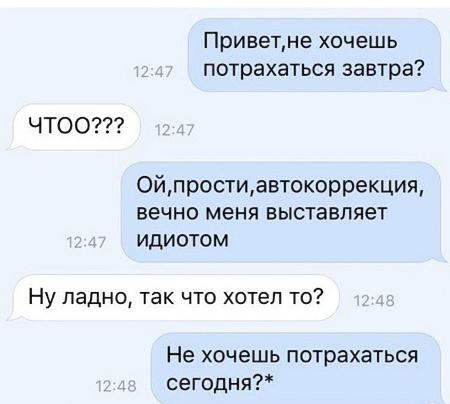 Привет,не хочешь
потрахаться завтра?
12:47
ЧТОО???
12:47
Ой,прости,автокоррекция,
вечно меня выставляет
идиотом
12:47
Ну ладно, так что хотел то?
12:48
Не хочешь потрахаться
сегодня?*
12:48